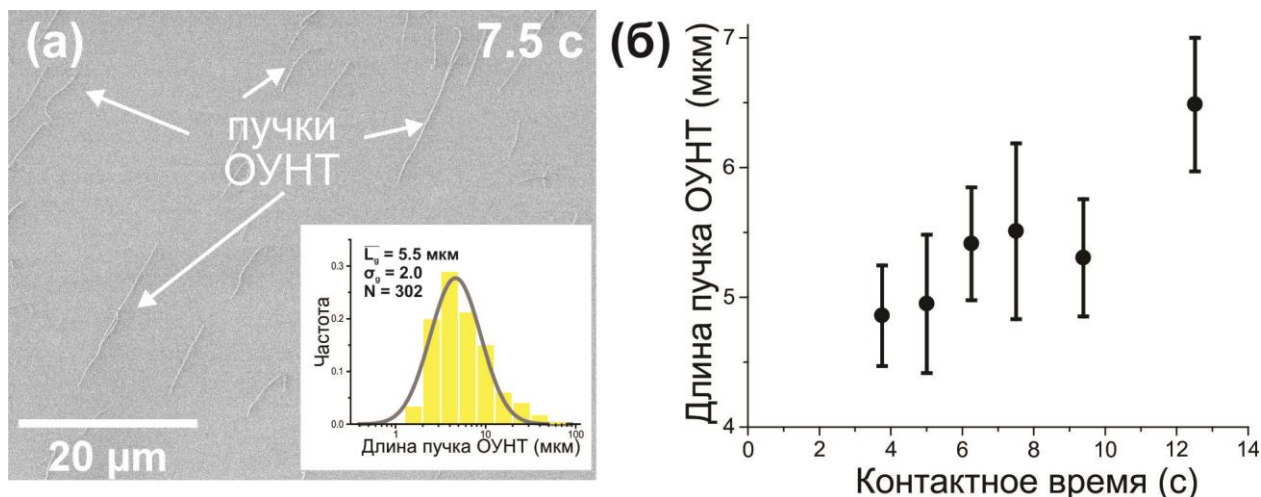 (а)
7.5 с
пучки
ОУНТ
20 µm
L̅g = 5.5 мкм
σg = 2.0
N = 302
Частота
0.3
0.2
0.1
0.0
1
10
100
Длина пучка ОУНТ (мкм)
(б)
Длина пучка ОУНТ (мкм)
7
6
5
4
0
2
4
6
8
10
12
14
Контактное время (с)